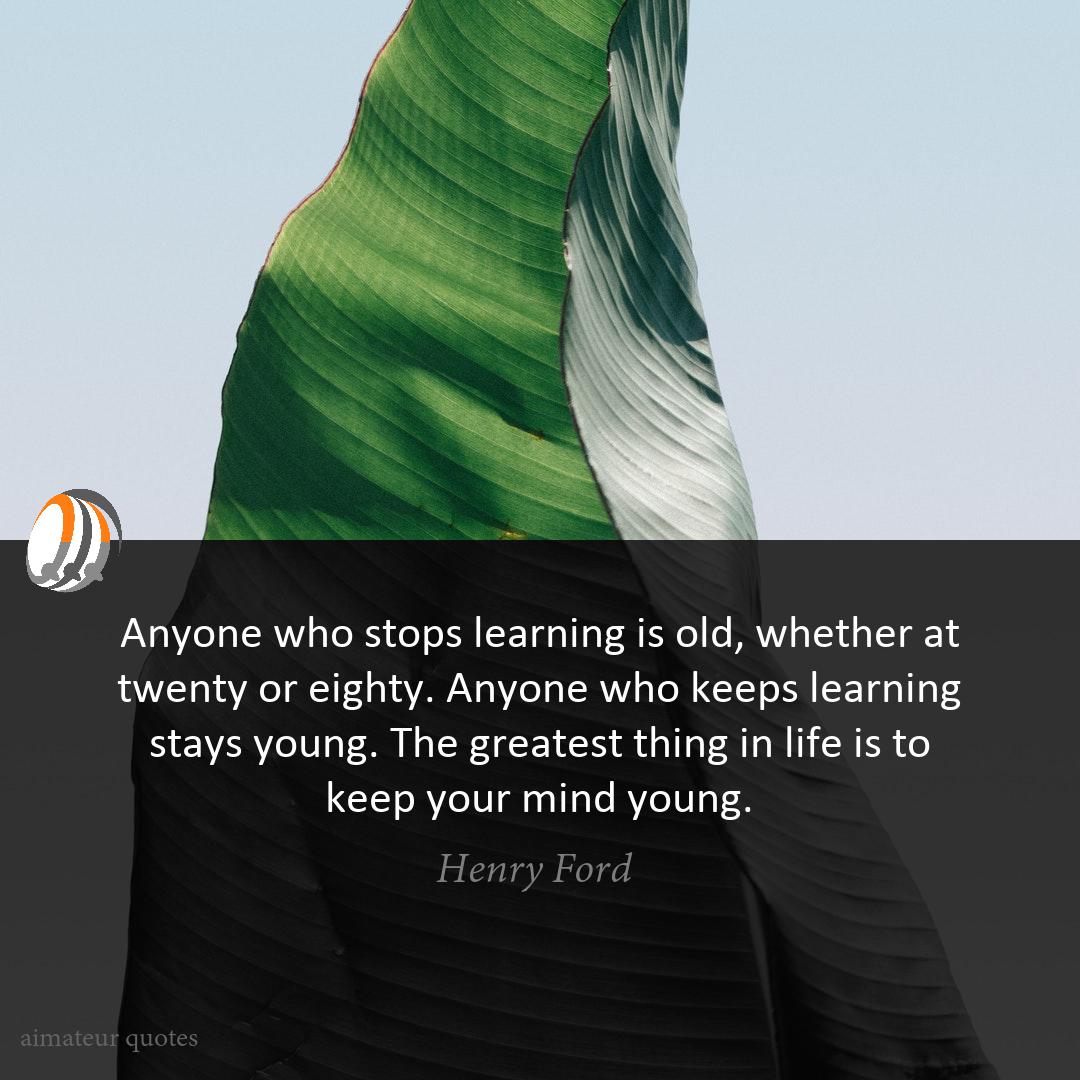 Anyone who stops learning is old, whether at
twenty or eighty. Anyone who keeps learning
stays young. The greatest thing in life is to
keep your mind young.
Henry Ford
aimateur quotes